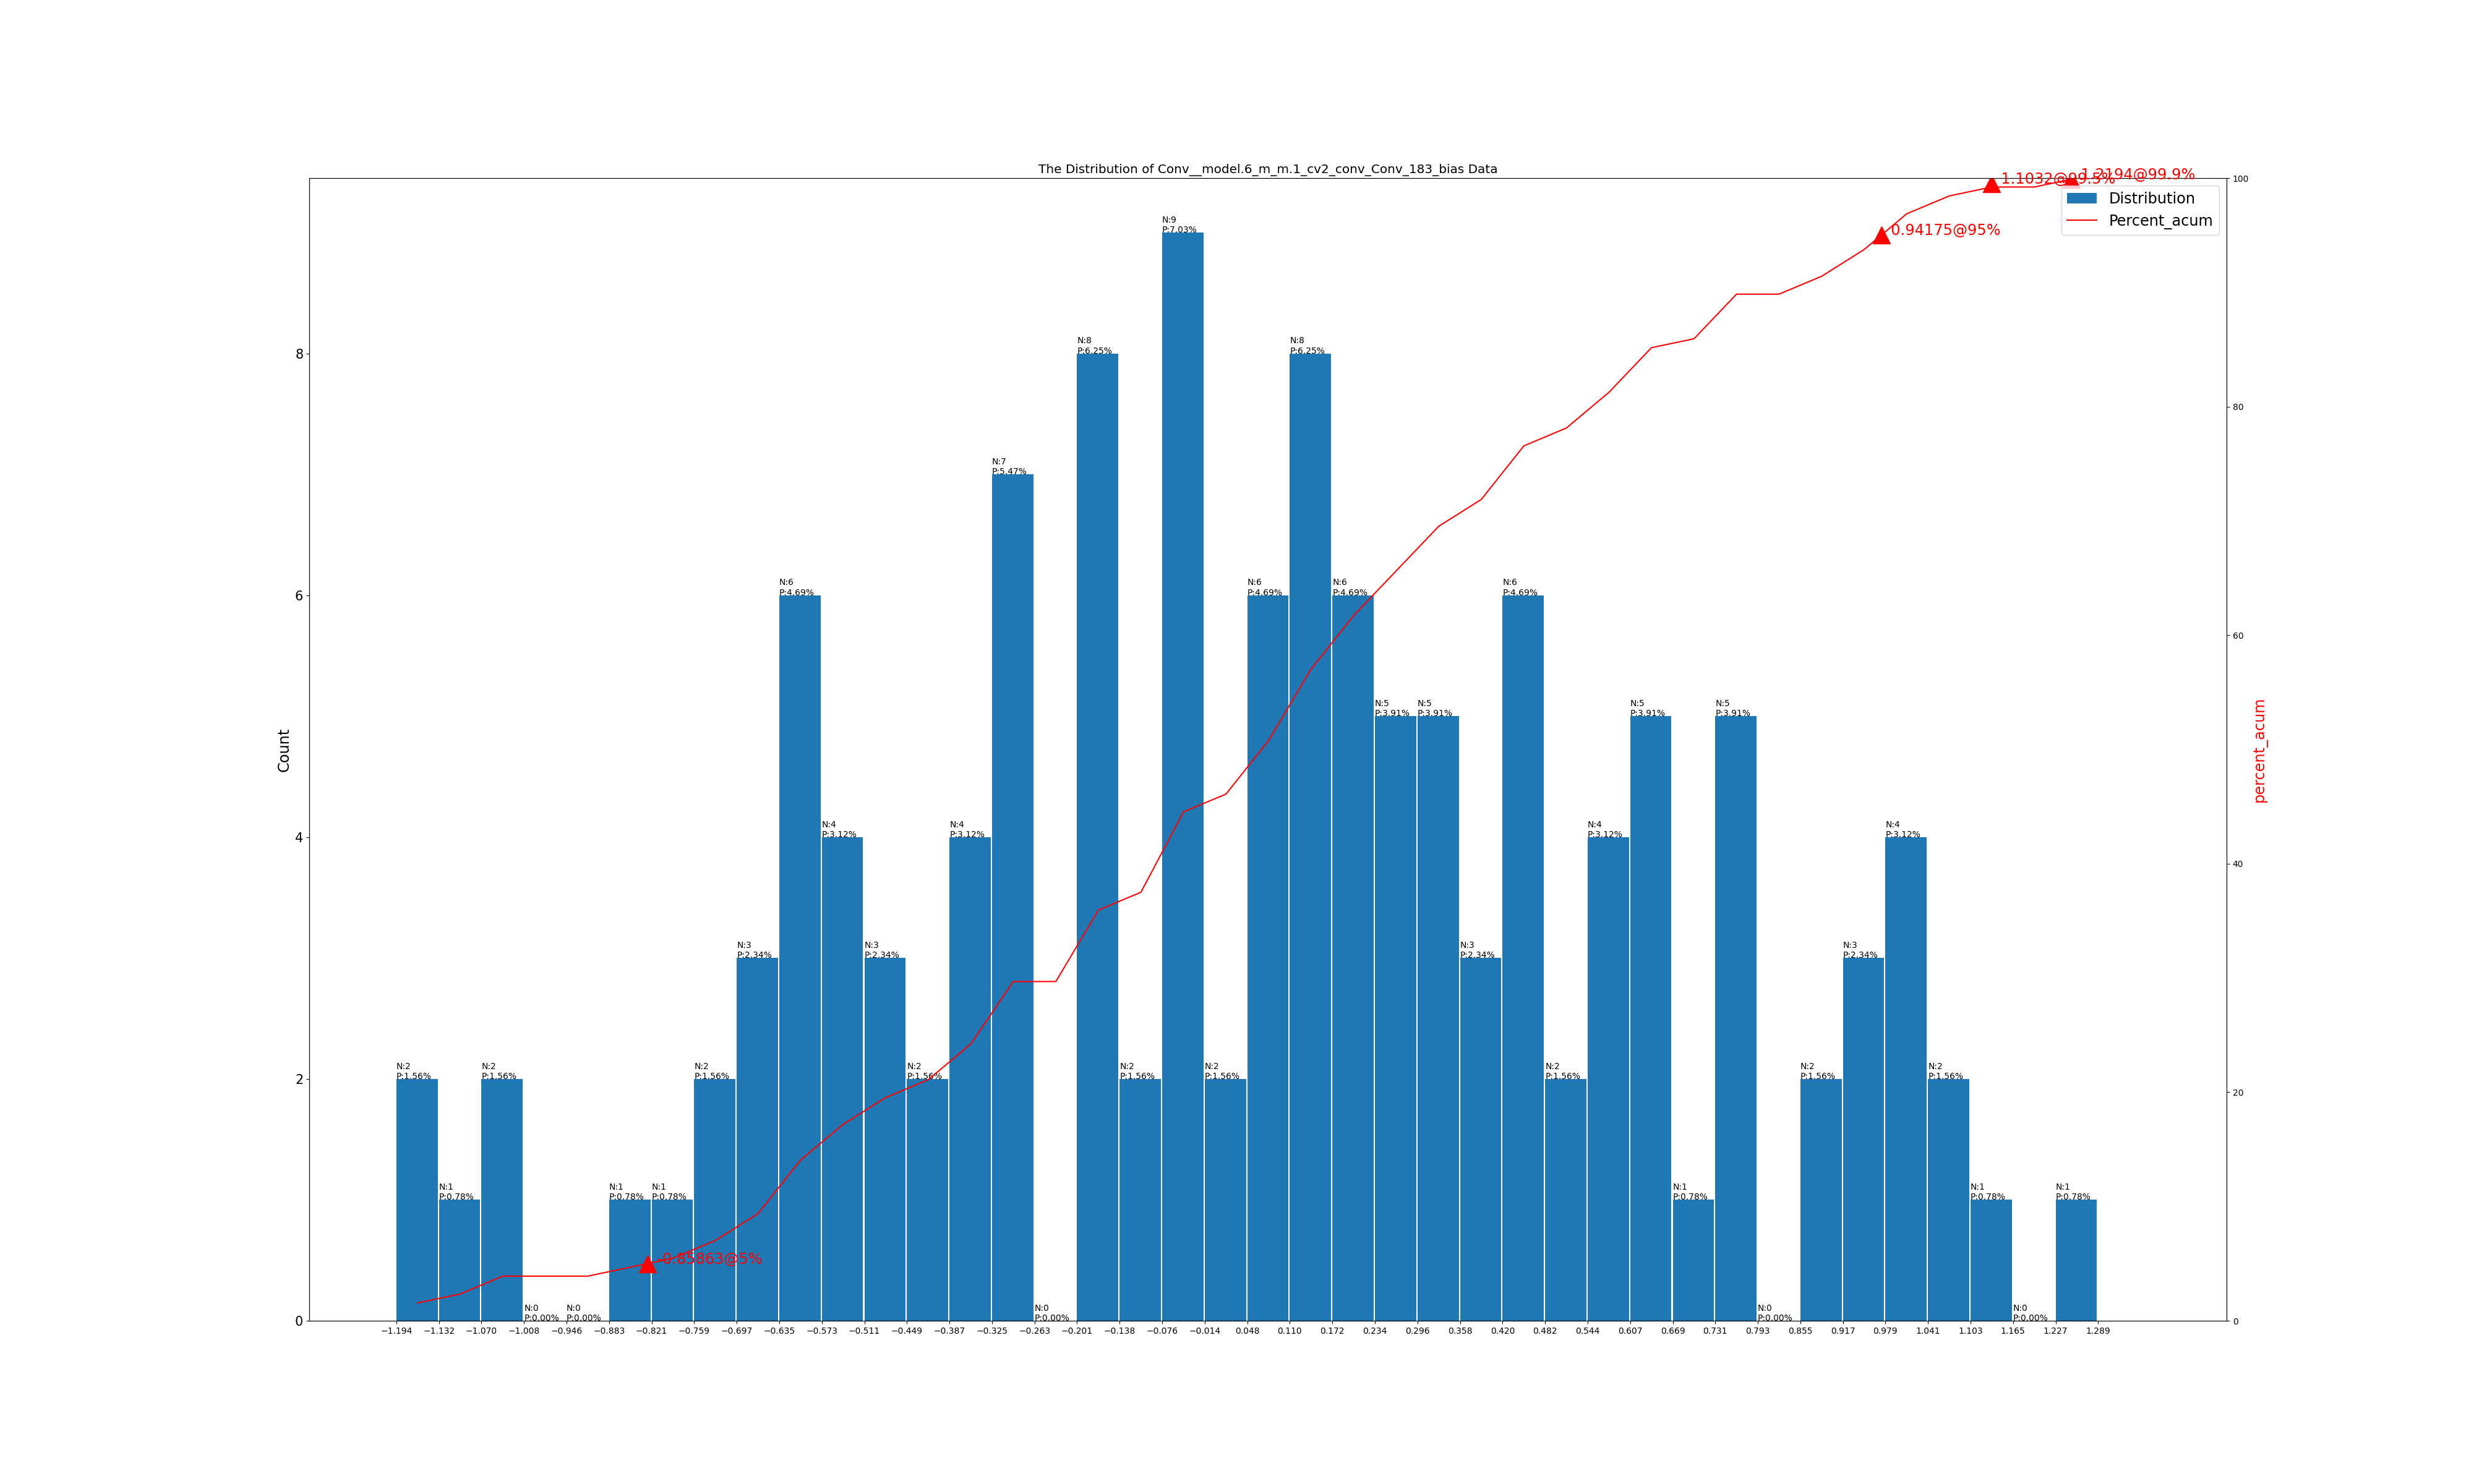 The Distribution of Conv__model.6_m_m.1_cv2_conv_Conv_183_bias Data
1.2194@99.9%
0.94175@95%
Distribution
Percent_acum
N:9
P:7.03%
N:8
P:6.25%
N:8
P:6.25%
N:7
P:5.47%
N:6
P:4.69%
N:6
P:4.69%
N:6
P:4.69%
N:6
P:4.69%
N:5
P:3.91%
N:5
P:3.91%
N:5
P:3.91%
N:5
P:3.91%
N:4
P:3.12%
N:4
P:3.12%
N:4
P:3.12%
N:4
P:3.12%
N:3
P:2.34%
N:3
P:2.34%
N:3
P:2.34%
N:3
P:2.34%
N:2
P:1.56%
N:2
P:1.56%
N:2
P:1.56%
N:2
P:1.56%
N:2
P:1.56%
N:2
P:1.56%
N:2
P:1.56%
N:2
P:1.56%
N:2
P:1.56%
N:1
P:0.78%
N:1
P:0.78%
N:1
P:0.78%
N:1
P:0.78%
N:1
P:0.78%
N:1
P:0.78%
-0.85863@5%
N:0
P:0.00%
N:0
P:0.00%
N:0
P:0.00%
N:0
P:0.00%
N:0
P:0.00%
Count
8
6
4
2
0
percent_acum
100
80
60
40
20
0
−1.194 −1.132 −1.070 −1.008 −0.946 −0.883 −0.821 −0.759 −0.697 −0.635 −0.573 −0.511 −0.449 −0.387 −0.325 −0.263 −0.201 −0.138 −0.076 −0.014 0.048 0.110 0.172 0.234 0.296 0.358 0.420 0.482 0.544 0.607 0.669 0.731 0.793 0.855 0.917 0.979 1.041 1.103 1.165 1.227 1.289